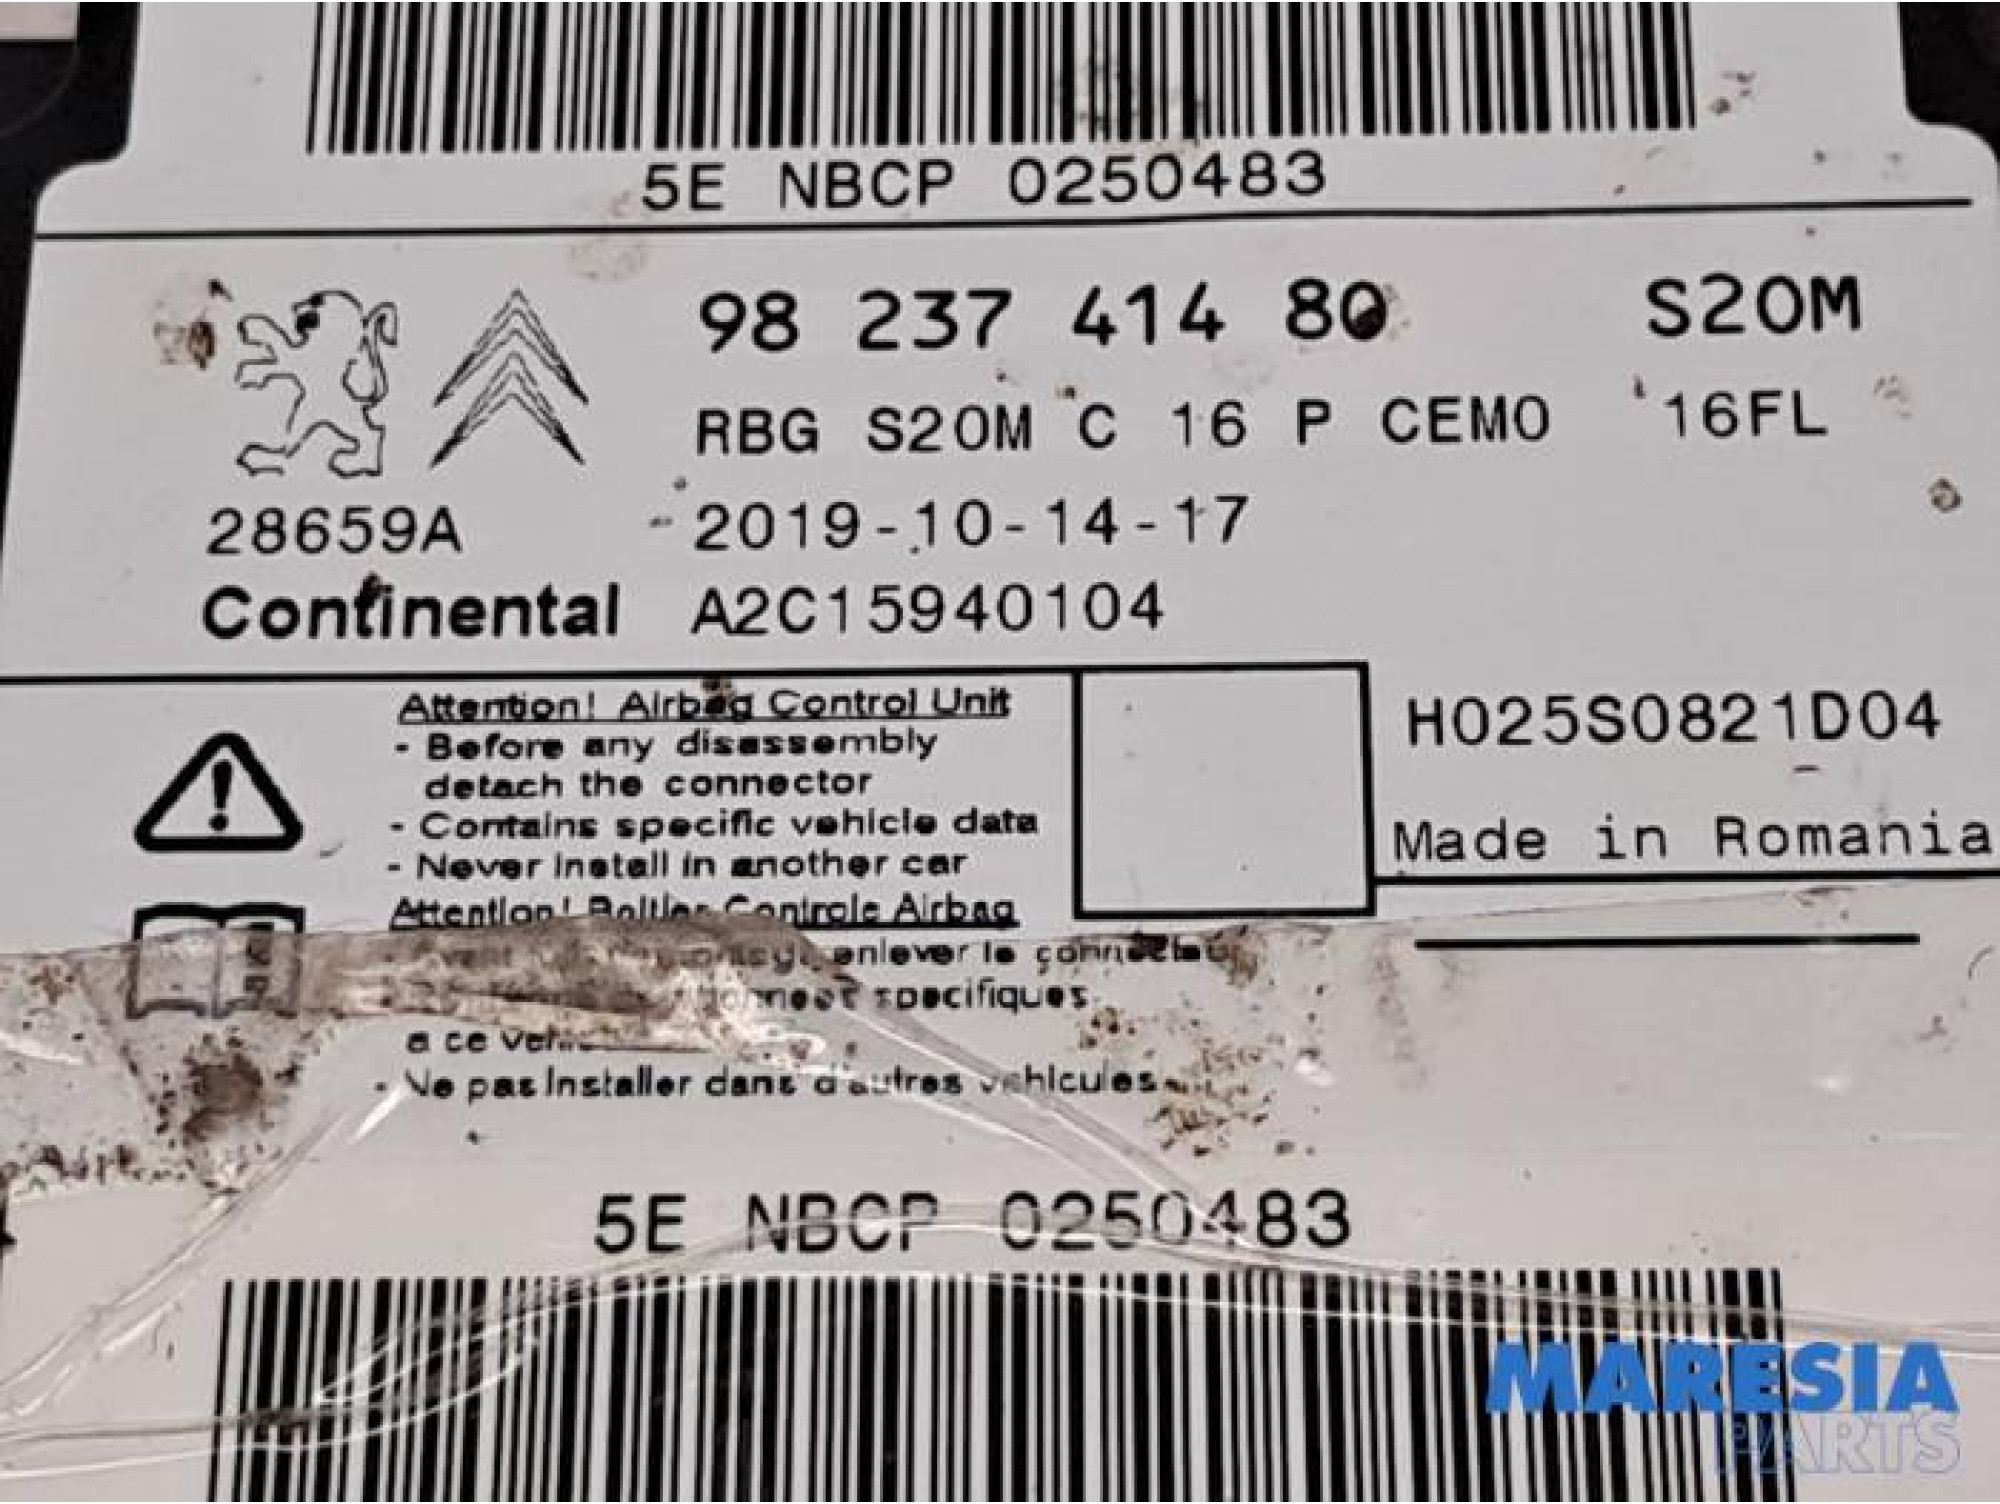 5E NBCP 0250483
98 237 414 80 S20M
RBG S20M C 16 P CEMO 16FL
28659A 2019-10-14-17
Continental A2C15940104
Attention! Airbag Control Unit
- Before any disassembly
detach the connector
- Contains specific vehicle data
- Never install in another car
H025S0821D04
Made in Romania
Attention! Boîtier Controle Airbag
enlever le connecteur
specifiques
a ce
- Ne pas installer dans d'autres vehicules
5E NBCP 0250483
MARESIA
PARTS